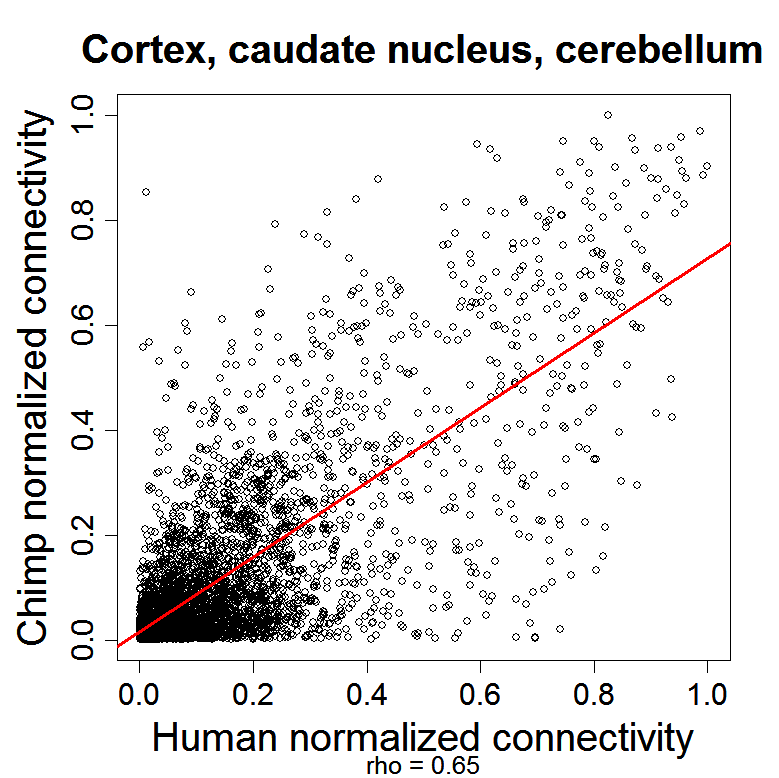 Cortex, caudate nucleus, cerebellum
Chimp normalized connectivity
1.0
0.8
0.6
0.4
0.2
0.0
0.0 0.2 0.4 0.6 0.8 1.0
Human normalized connectivity
rho = 0.65